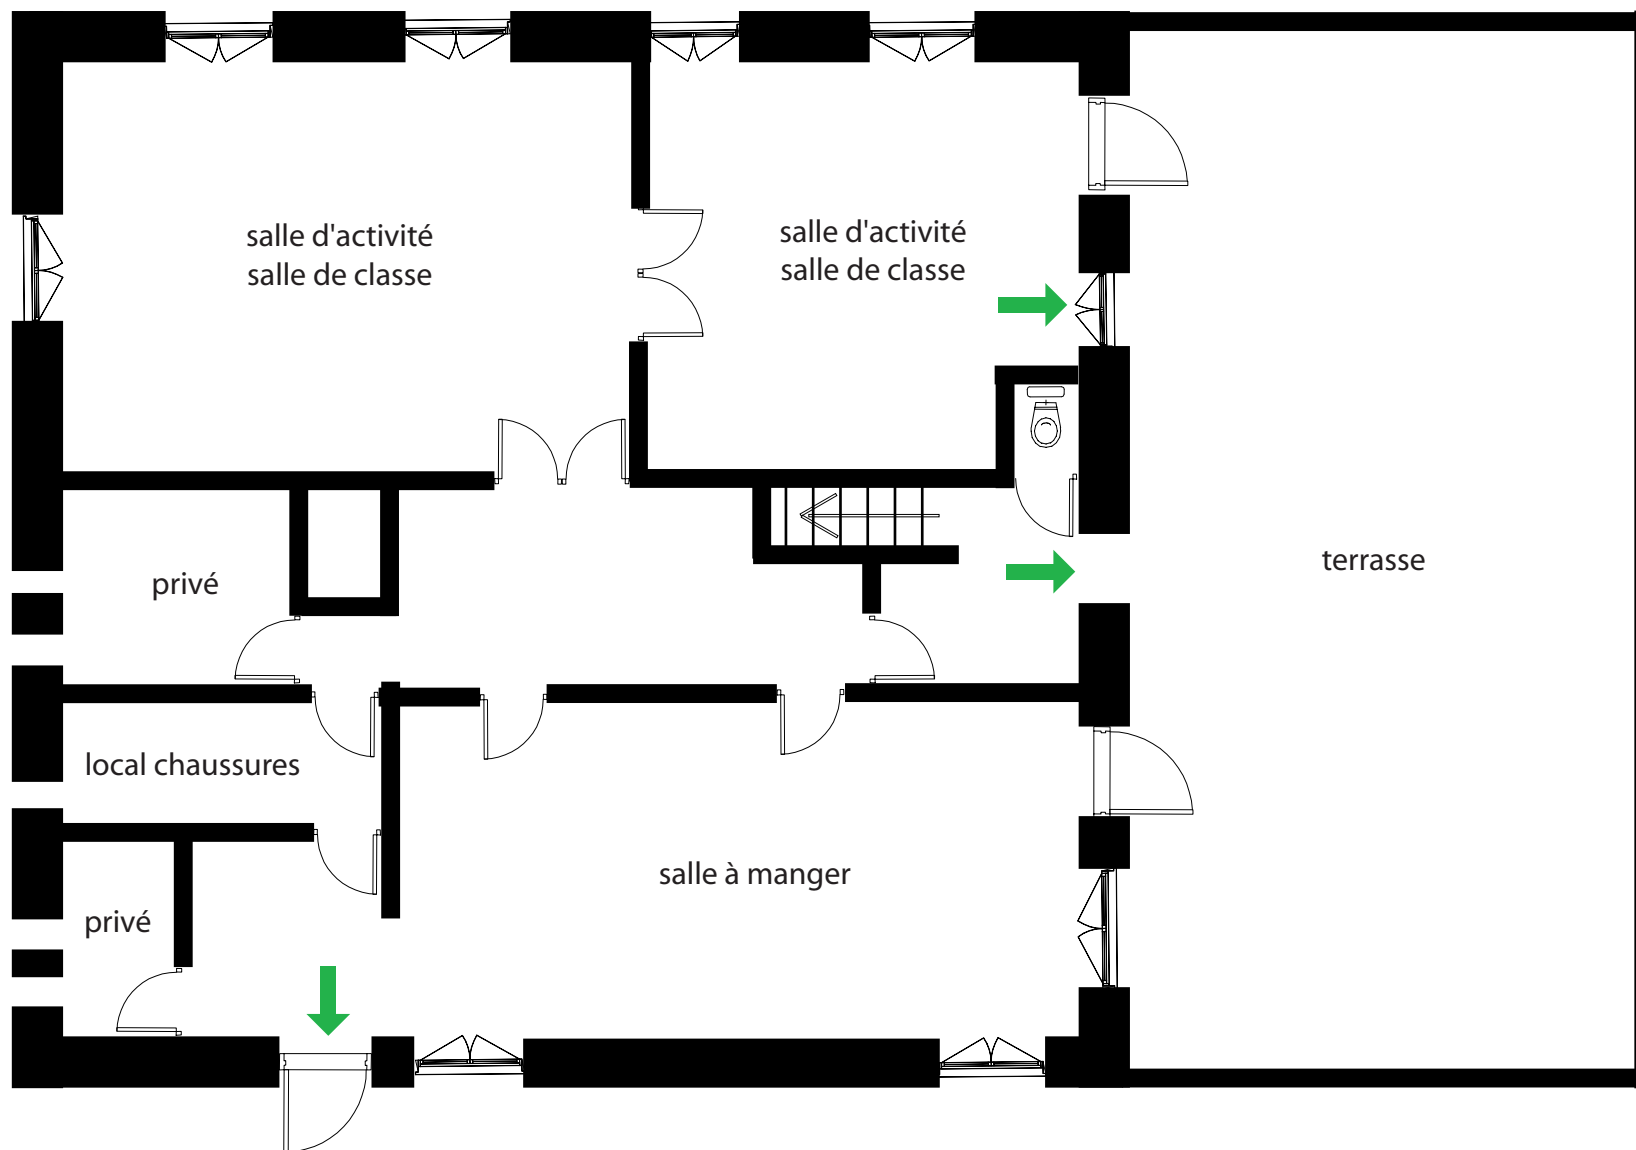 salle d'activité
salle de classe
salle d'activité
salle de classe
privé
terrasse
local chaussures
salle à manger
privé